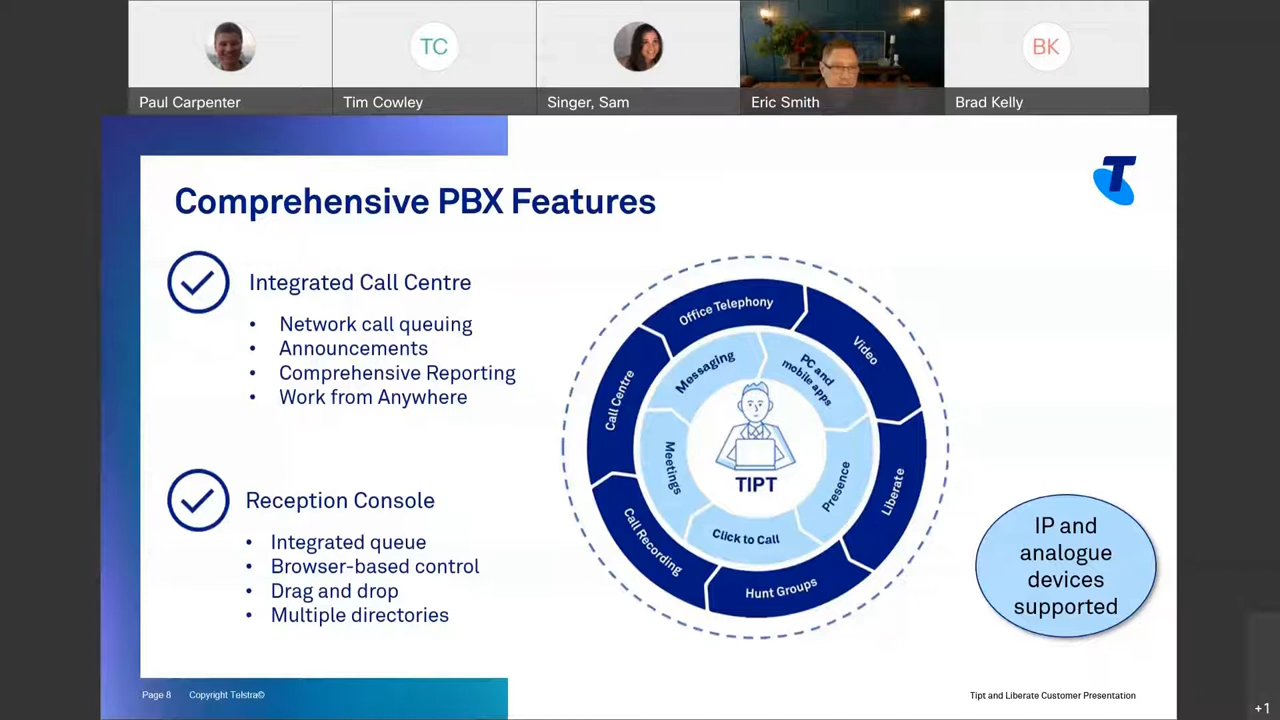 TC
BK
Paul Carpenter
Tim Cowley
Singer, Sam
Eric Smith
Brad Kelly
T
Comprehensive PBX Features
Integrated Call Centre
• Network call queuing
• Announcements
• Comprehensive Reporting
• Work from Anywhere
Reception Console
• Integrated queue
• Browser-based control
• Drag and drop
• Multiple directories
Office Telephony
Video
Liberate
Hunt Groups
Call Recording
Call Centre
Messaging
PC and
mobile apps
Presence
Click to Call
Meetings
TIPT
IP and
analogue
devices
supported
Page 8
Copyright Telstra©
Tipt and Liberate Customer Presentation
+1